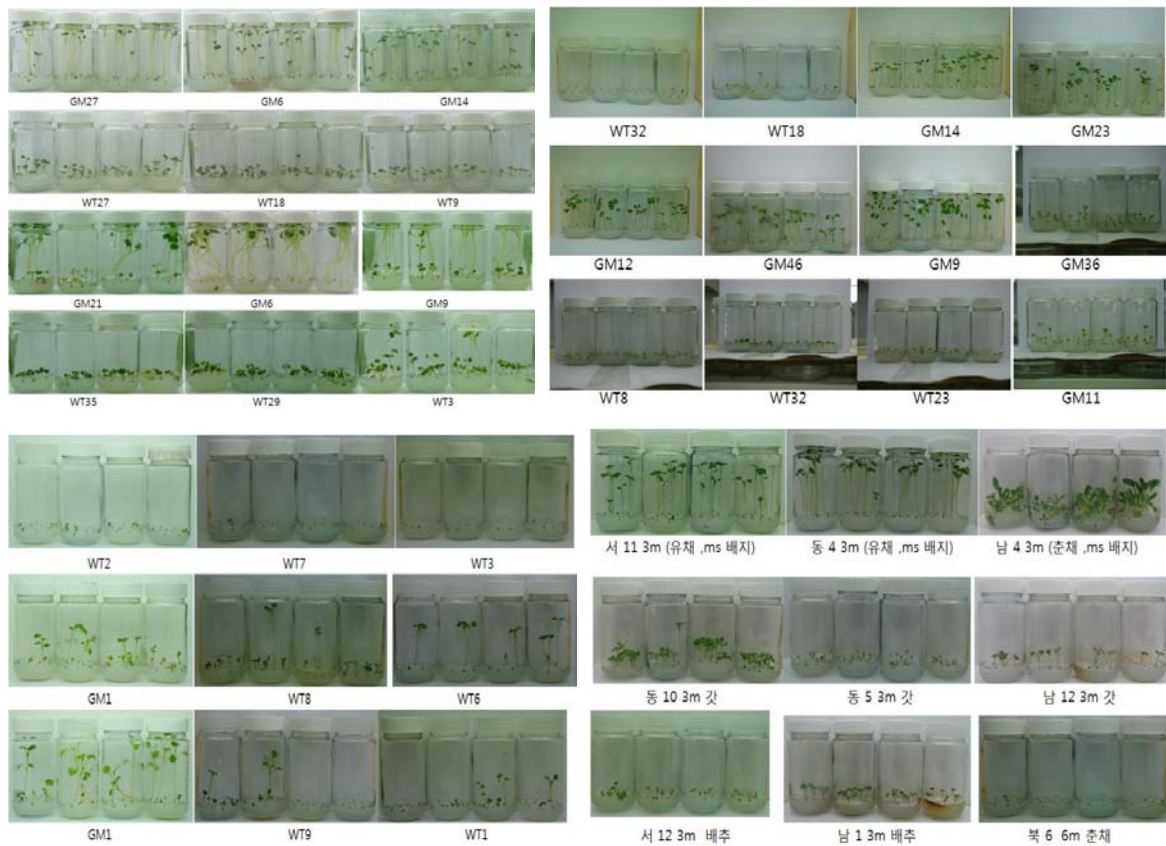 GM27 GM6 GM14
WT27 WT18 WT9
GM21 GM6 GM9
WT35 WT29 WT3
WT32 WT18 GM14 GM23
GM12 GM46 GM9 GM36
WT8 WT32 WT23 GM11
WT2 WT7 WT3
GM1 WT8 WT6
GM1 WT9 WT1
서 11 3m (유채 ,ms 배지) 동 4 3m (유채 ,ms 배지) 남 4 3m (춘채 ,ms 배지)
동 10 3m 갓 동 5 3m 갓 남 12 3m 갓
서 12 3m 배추 남 1 3m 배추 북 6 6m 춘채